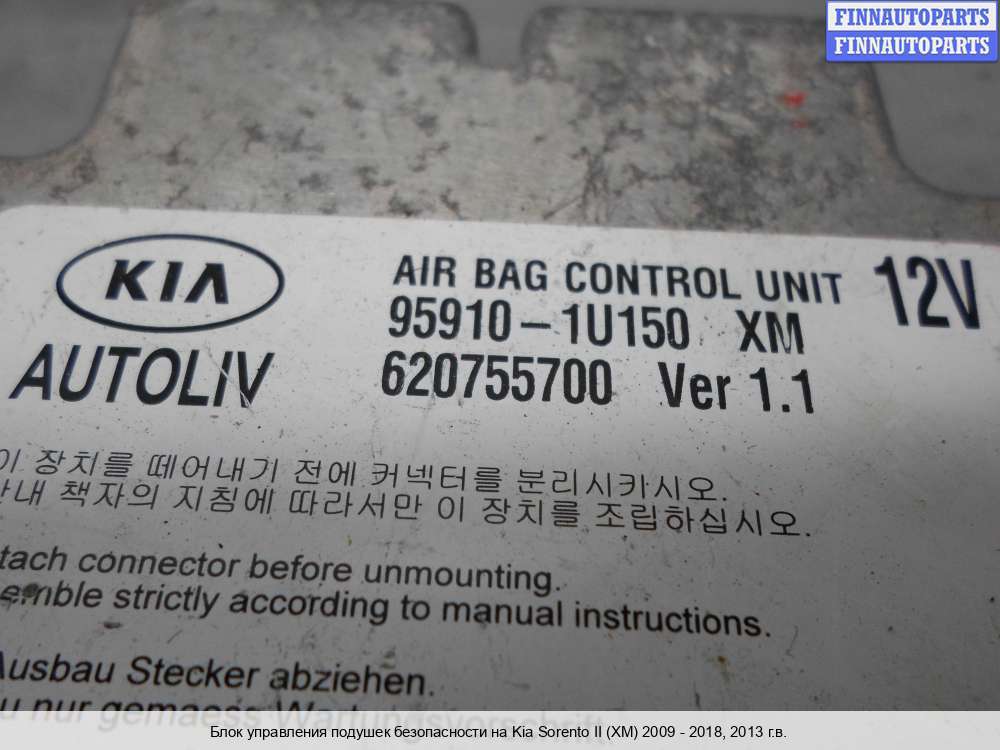 FINNAUTOPARTS
FINNAUTOPARTS
KIA
AUTOLIV
AIR BAG CONTROL UNIT
95910-1U150 XM
620755700 Ver 1.1
12V
이 장치를 떼어내기 전에 커넥터를 분리시키시오.
책자의 지침에 따라서만 이 장치를 조립하십시오.
tach connector before unmounting.
emble strictly according to manual instructions.
Ausbau Stecker abziehen.
u nur gemaess Wartungsvorschrift.
Блок управления подушек безопасности на Kia Sorento II (XM) 2009 - 2018, 2013 г.в.